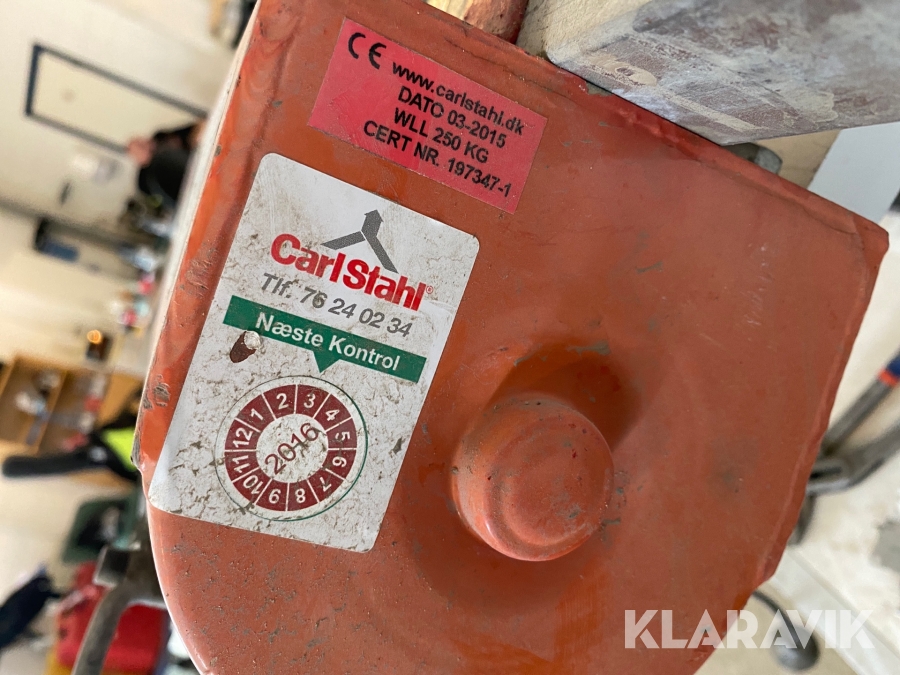 CE www.carlstahl.dk
DATO 03-2015
WLL 250 KG
CERT NR. 197347-1
CarlStahl®
Tlf. 76 24 02 34
Næste Kontrol
1 2 3 4 5 6 7 8 9 10 11 12
2016
KLARAVIK